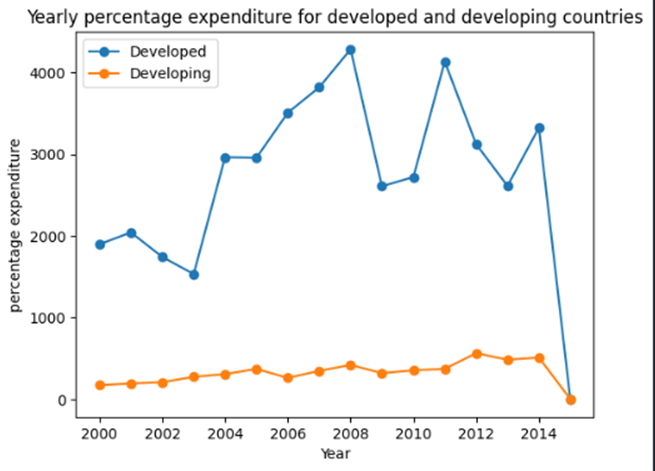 Yearly percentage expenditure for developed and developing countries
Developed
Developing
percentage expenditure
4000
3000
2000
1000
0
2000 2002 2004 2006 2008 2010 2012 2014
Year